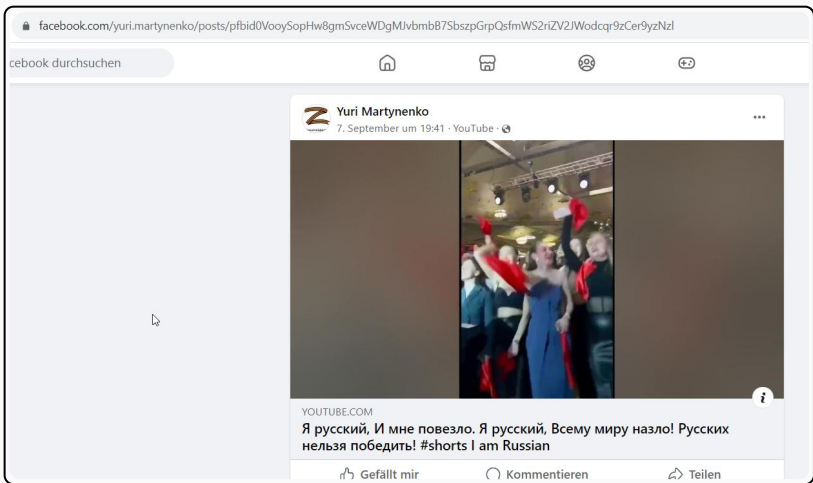 facebook.com/yuri.martynenko/posts/pfbid0VooySopHw8gmSvceWDgMJvbmbB7SbszpGrpQsfmWS2riZV2JWodcqr9zCer9yzNzl
cebook durchsuchen
Yuri Martynenko
7. September um 19:41 · YouTube ·
YOUTUBE.COM
Я русский, И мне повезло. Я русский, Всему миру назло! Русских
нельзя победить! #shorts I am Russian
Gefällt mir
Kommentieren
Teilen